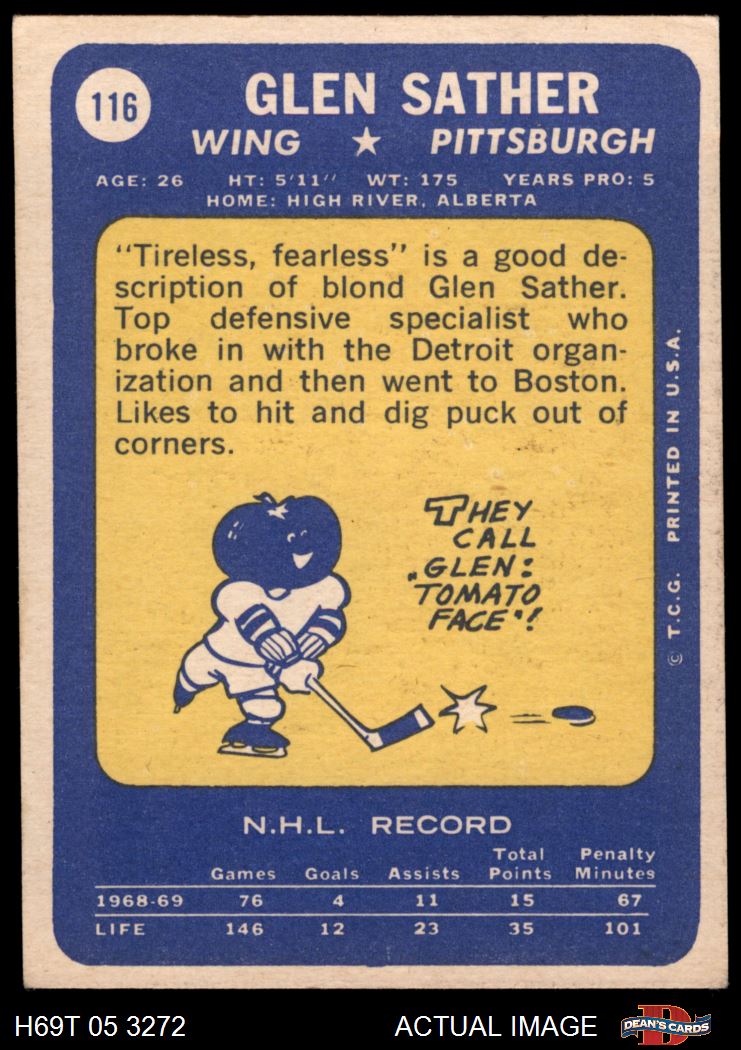 116
GLEN SATHER
WING ★ PITTSBURGH
AGE: 26 HT: 5'11" WT: 175 YEARS PRO: 5
HOME: HIGH RIVER, ALBERTA
"Tireless, fearless" is a good de-
scription of blond Glen Sather.
Top defensive specialist who
broke in with the Detroit organ-
ization and then went to Boston.
Likes to hit and dig puck out of
corners.
THEY
CALL
"GLEN:
TOMATO
FACE"!
© T.C.G. PRINTED IN U.S.A.
N.H.L. RECORD
Games Goals Assists Total Points Penalty Minutes
1968-69 76 4 11 15 67
LIFE 146 12 23 35 101
H69T 05 3272 ACTUAL IMAGE DEAN'S CARDS